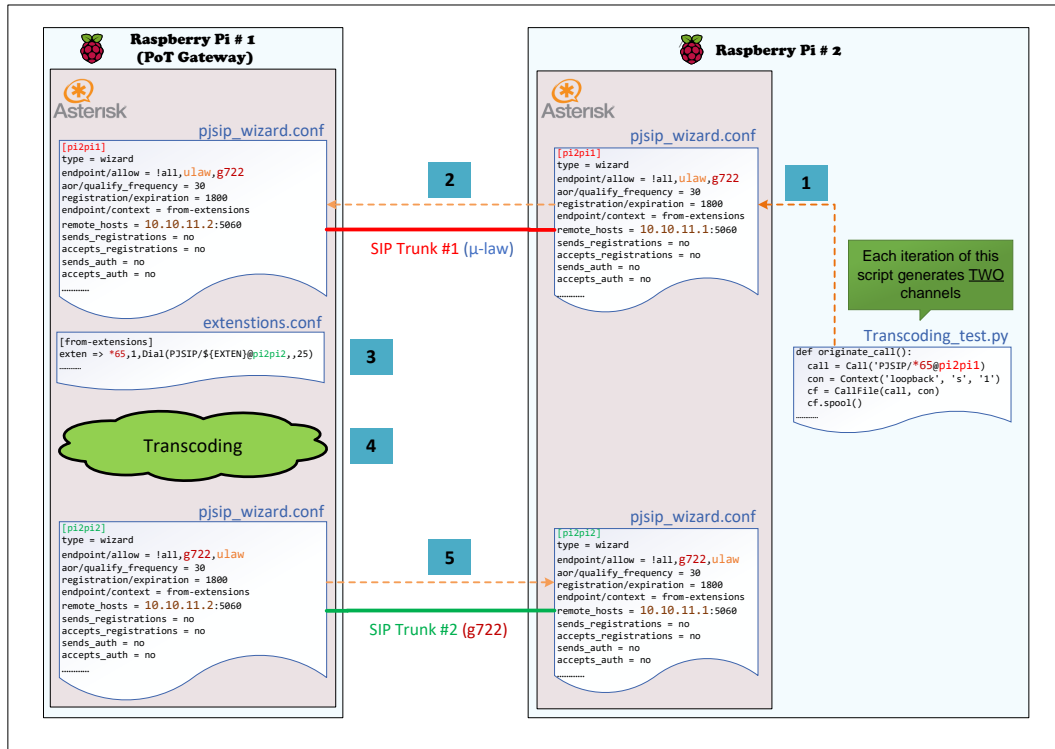 Raspberry Pi # 1
(PoT Gateway)
Asterisk
pjsip_wizard.conf
[pi2pi1]
type = wizard
endpoint/allow = !all,ulaw,g722
aor/qualify_frequency = 30
registration/expiration = 1800
endpoint/context = from-extensions
remote_hosts = 10.10.11.2:5060
sends_registrations = no
accepts_registrations = no
sends_auth = no
accepts_auth = no
............
extenstions.conf
[from-extensions]
exten => *65,1,Dial(PJSIP/${EXTEN}@pi2pi2,,25)
...........
Transcoding
pjsip_wizard.conf
[pi2pi2]
type = wizard
endpoint/allow = !all,g722,ulaw
aor/qualify_frequency = 30
registration/expiration = 1800
endpoint/context = from-extensions
remote_hosts = 10.10.11.2:5060
sends_registrations = no
accepts_registrations = no
sends_auth = no
accepts_auth = no
............
2
SIP Trunk #1 (μ-law)
3
4
5
SIP Trunk #2 (g722)
Raspberry Pi # 2
Asterisk
pjsip_wizard.conf
[pi2pi1]
type = wizard
endpoint/allow = !all,ulaw,g722
aor/qualify_frequency = 30
registration/expiration = 1800
endpoint/context = from-extensions
remote_hosts = 10.10.11.1:5060
sends_registrations = no
accepts_registrations = no
sends_auth = no
accepts_auth = no
............
1
Each iteration of this
script generates TWO
channels
Transcoding_test.py
def originate_call():
call = Call('PJSIP/*65@pi2pi1)
con = Context('loopback', 's', '1')
cf = CallFile(call, con)
cf.spool()
............
pjsip_wizard.conf
[pi2pi2]
type = wizard
endpoint/allow = !all,g722,ulaw
aor/qualify_frequency = 30
registration/expiration = 1800
endpoint/context = from-extensions
remote_hosts = 10.10.11.1:5060
sends_registrations = no
accepts_registrations = no
sends_auth = no
accepts_auth = no
............